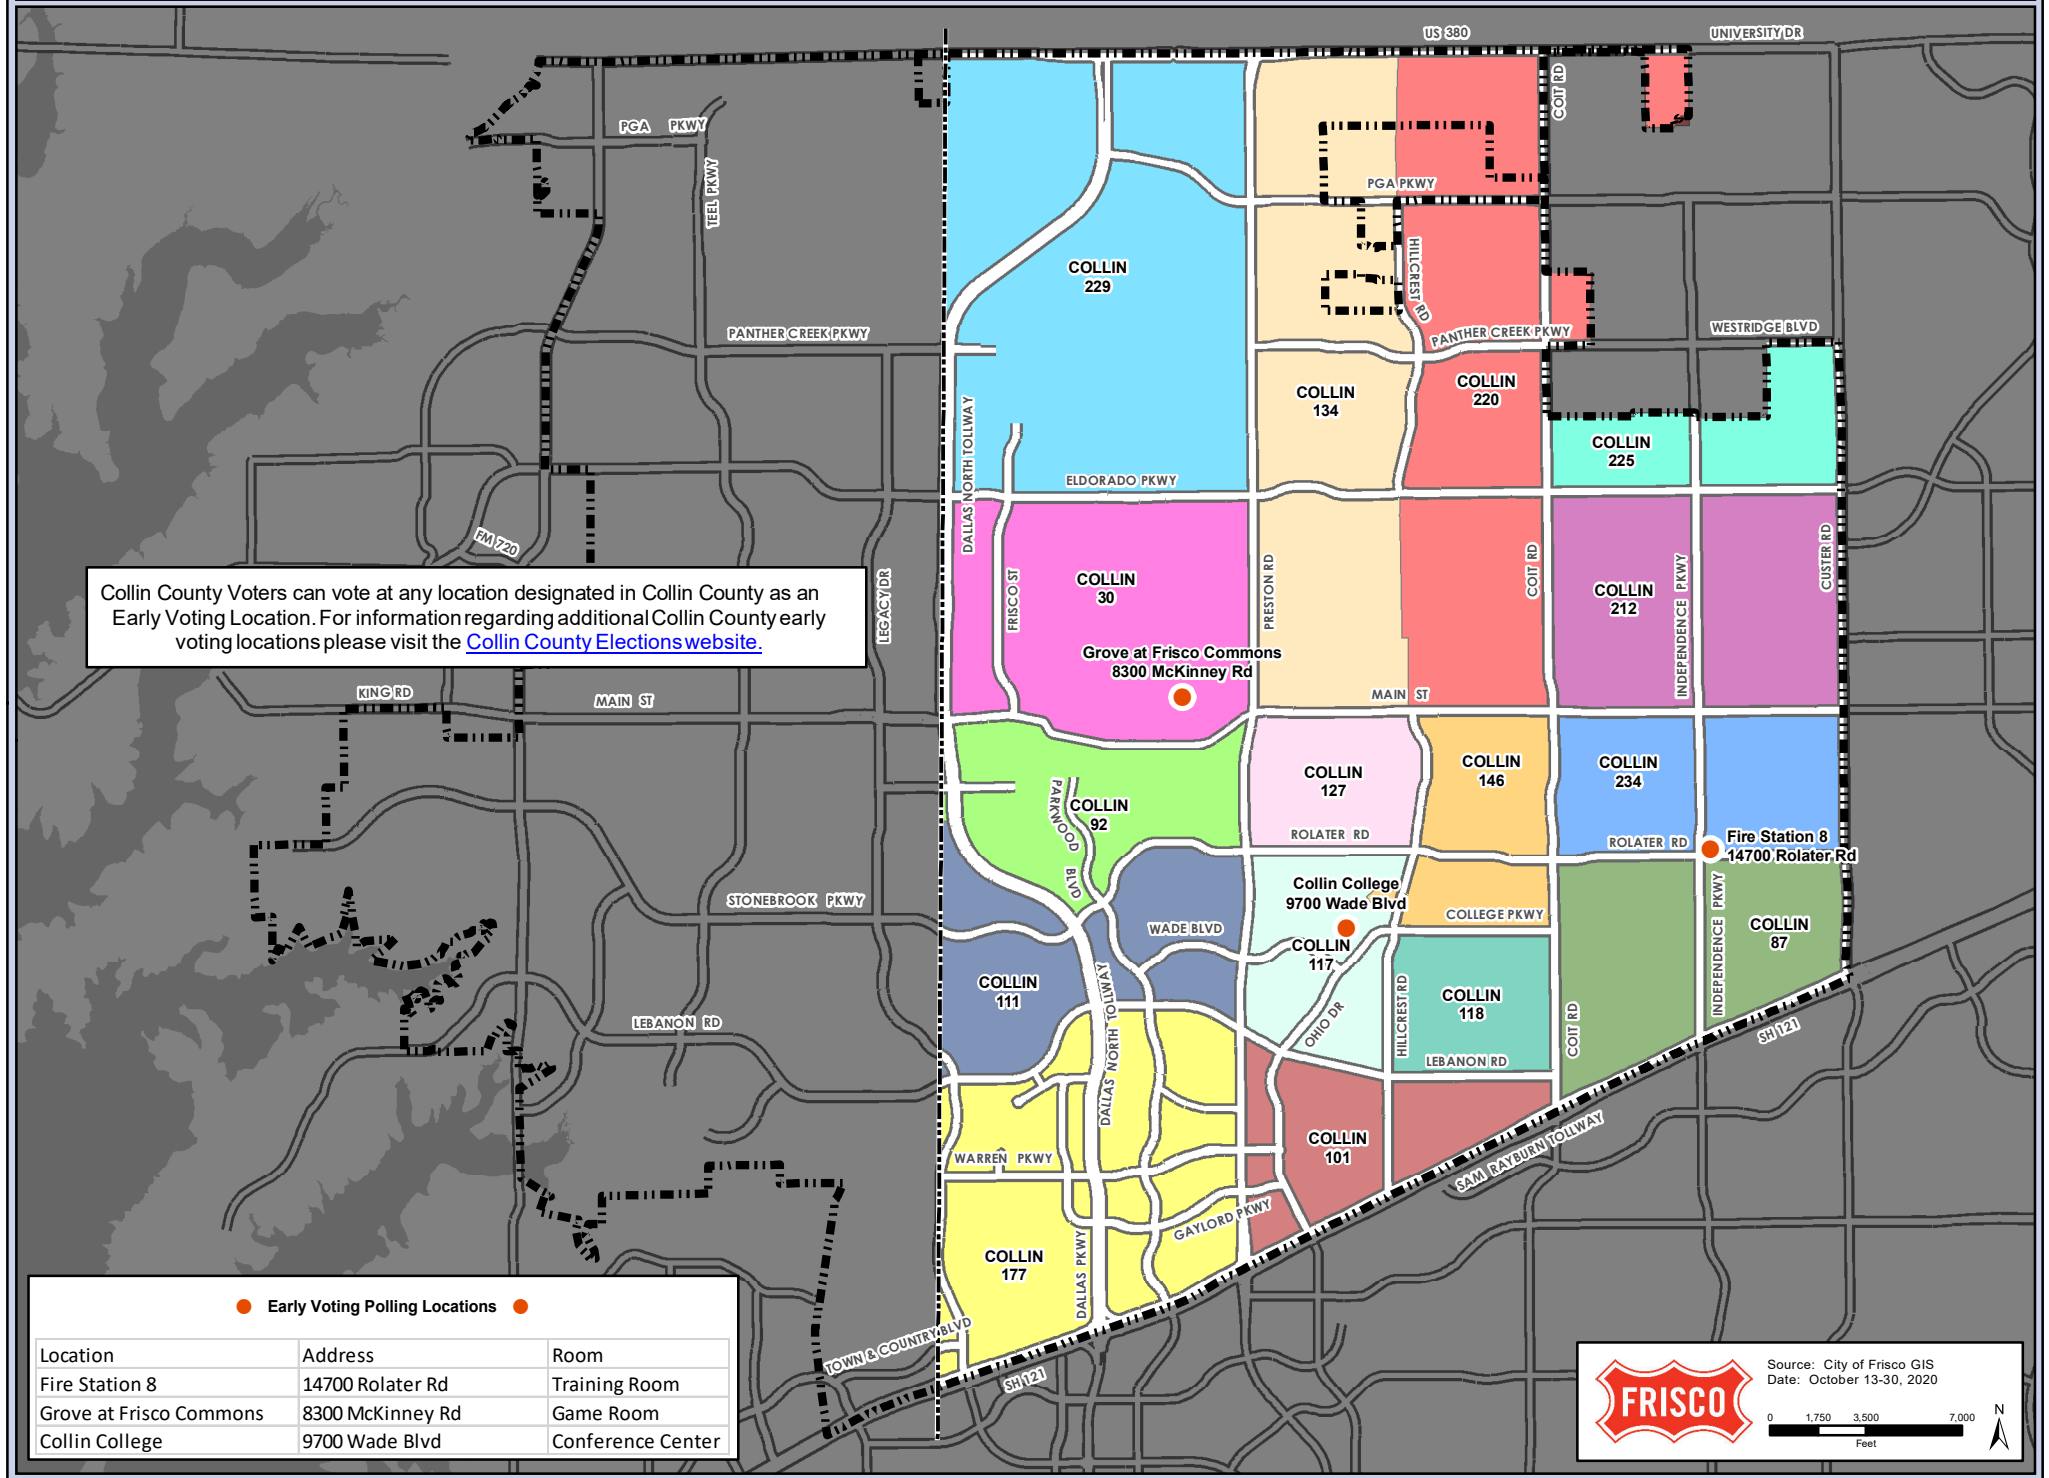 US 380
UNIVERSITY DR
COIT RD
PGA PKWY
TEEL PKWY
PGA PKWY
HILLCREST RD
COLLIN
229
PANTHER CREEK PKWY
PANTHER CREEK PKWY
WESTRIDGE BLVD
COLLIN
134
COLLIN
220
COLLIN
225
DALLAS NORTH TOLLWAY
ELDORADO PKWY
FM 720
LEGACY DR
FRISCO ST
PRESTON RD
COIT RD
INDEPENDENCE PKWY
CUSTER RD
Collin County Voters can vote at any location designated in Collin County as an
Early Voting Location. For information regarding additional Collin County early
voting locations please visit the Collin County Elections website.
COLLIN
30
COLLIN
212
Grove at Frisco Commons
8300 McKinney Rd
KING RD
MAIN ST
MAIN ST
COLLIN
127
COLLIN
146
COLLIN
234
PARKWOOD BLVD
COLLIN
92
ROLATER RD
ROLATER RD
Fire Station 8
14700 Rolater Rd
STONEBROOK PKWY
Collin College
9700 Wade Blvd
COLLEGE PKWY
WADE BLVD
COLLIN
117
INDEPENDENCE PKWY
COLLIN
87
COLLIN
111
DALLAS NORTH TOLLWAY
OHIO DR
HILLCREST RD
COLLIN
118
COIT RD
LEBANON RD
LEBANON RD
SH 121
COLLIN
101
SAM RAYBURN TOLLWAY
WARREN PKWY
GAYLORD PKWY
COLLIN
177
DALLAS PKWY
TOWN & COUNTRY BLVD
SH 121
Early Voting Polling Locations
Location Address Room
Fire Station 8 14700 Rolater Rd Training Room
Grove at Frisco Commons 8300 McKinney Rd Game Room
Collin College 9700 Wade Blvd Conference Center
FRISCO
Source: City of Frisco GIS
Date: October 13-30, 2020
0 1,750 3,500 7,000
Feet
N